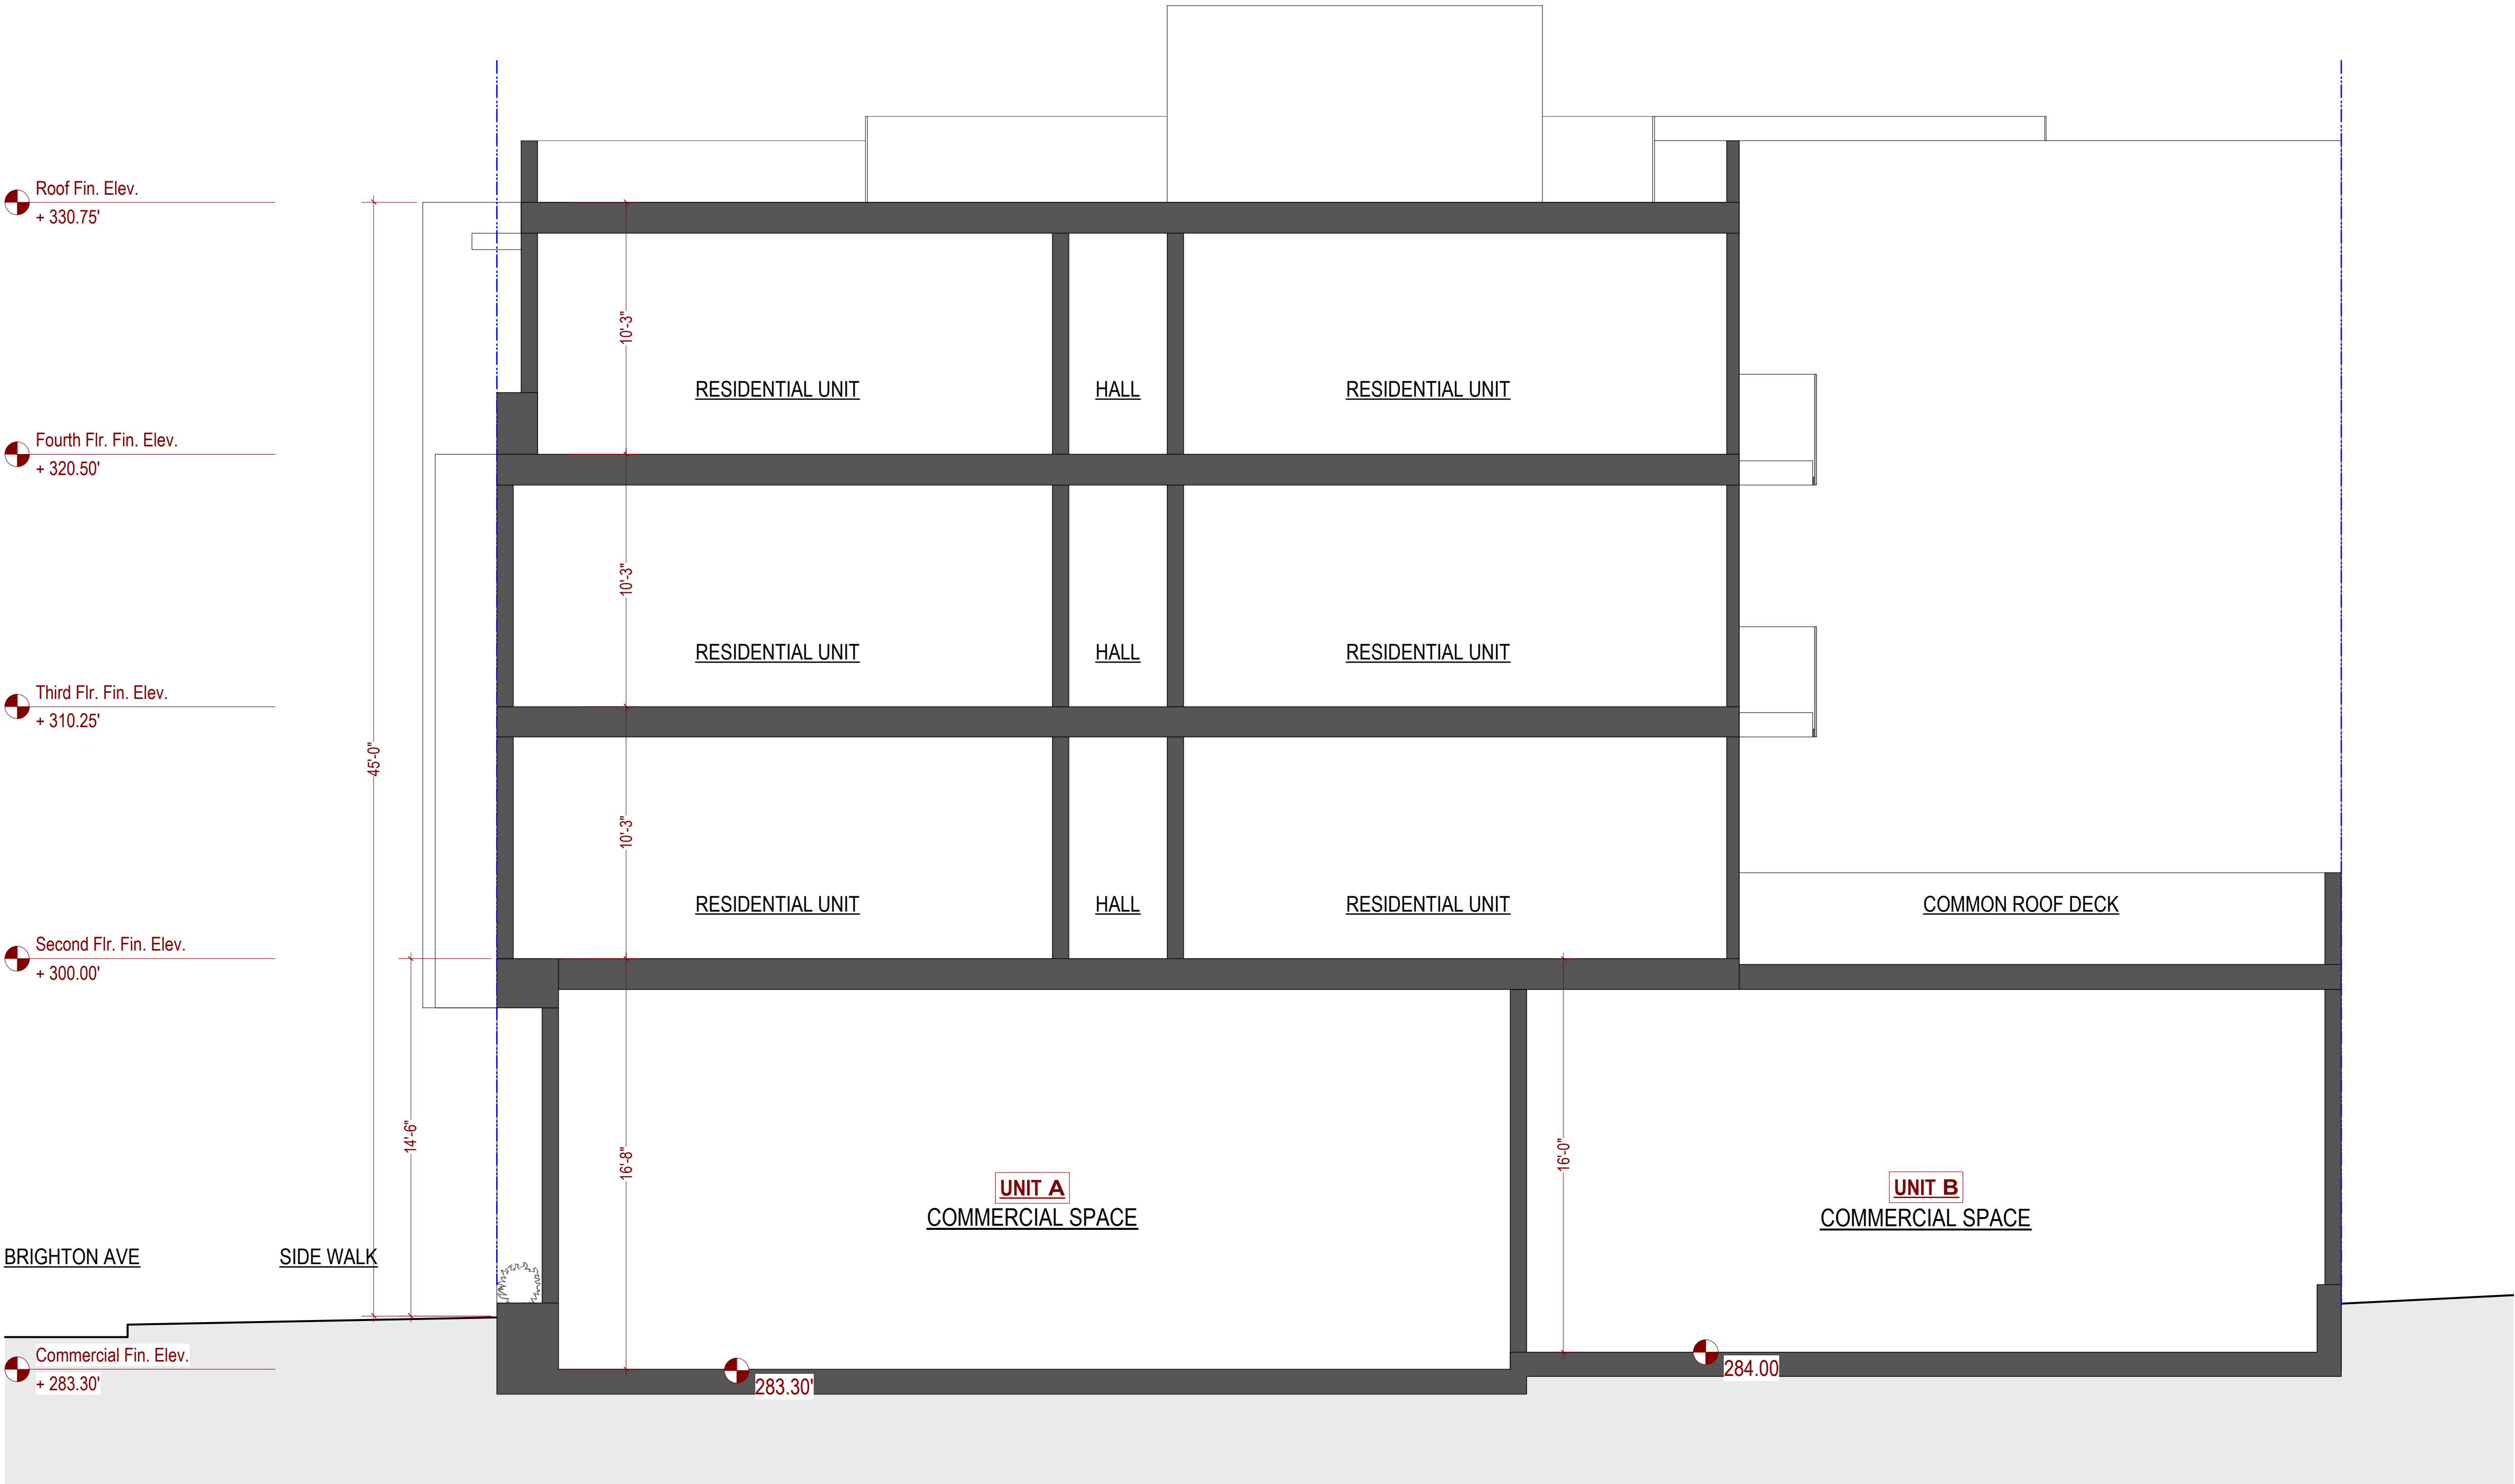 Roof Fin. Elev.
+ 330.75'
10'-3"
RESIDENTIAL UNIT
HALL
RESIDENTIAL UNIT
Fourth Flr. Fin. Elev.
+ 320.50'
10'-3"
RESIDENTIAL UNIT
HALL
RESIDENTIAL UNIT
Third Flr. Fin. Elev.
+ 310.25'
45'-0"
10'-3"
RESIDENTIAL UNIT
HALL
RESIDENTIAL UNIT
COMMON ROOF DECK
Second Flr. Fin. Elev.
+ 300.00'
14'-6"
16'-8"
16'-0"
UNIT A
COMMERCIAL SPACE
UNIT B
COMMERCIAL SPACE
BRIGHTON AVE
SIDE WALK
Commercial Fin. Elev.
+ 283.30'
283.30'
284.00